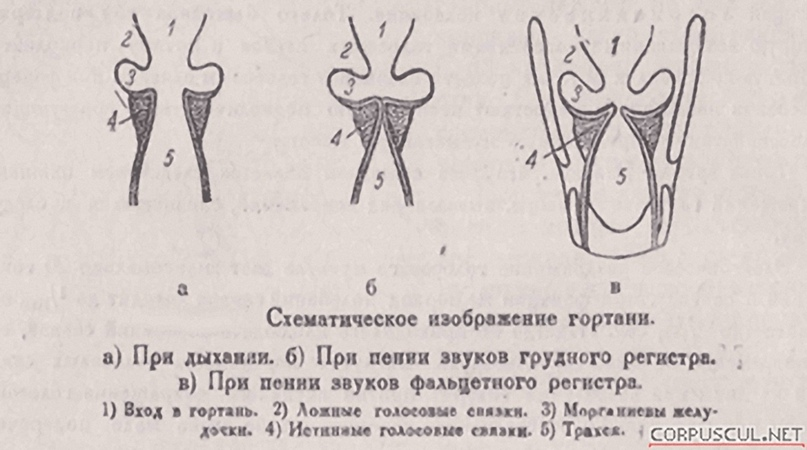 1 1 1
2 2 2
3 3 3
4 4 4
5 5 5
а б в
Схематическое изображение гортани.
а) При дыхании. б) При пении звуков грудного регистра.
в) При пении звуков фальцетного регистра.
1) Вход в гортань. 2) Ложные голосовые связки. 3) Морганиевы желу-
дочки. 4) Истинные голосовые связки. 5) Трахея.
CORPUSCUL.NET